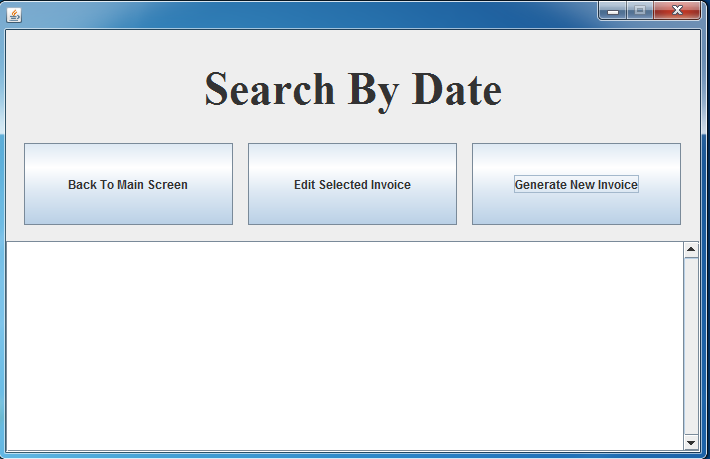 Search By Date
Back To Main Screen
Edit Selected Invoice
Generate New Invoice